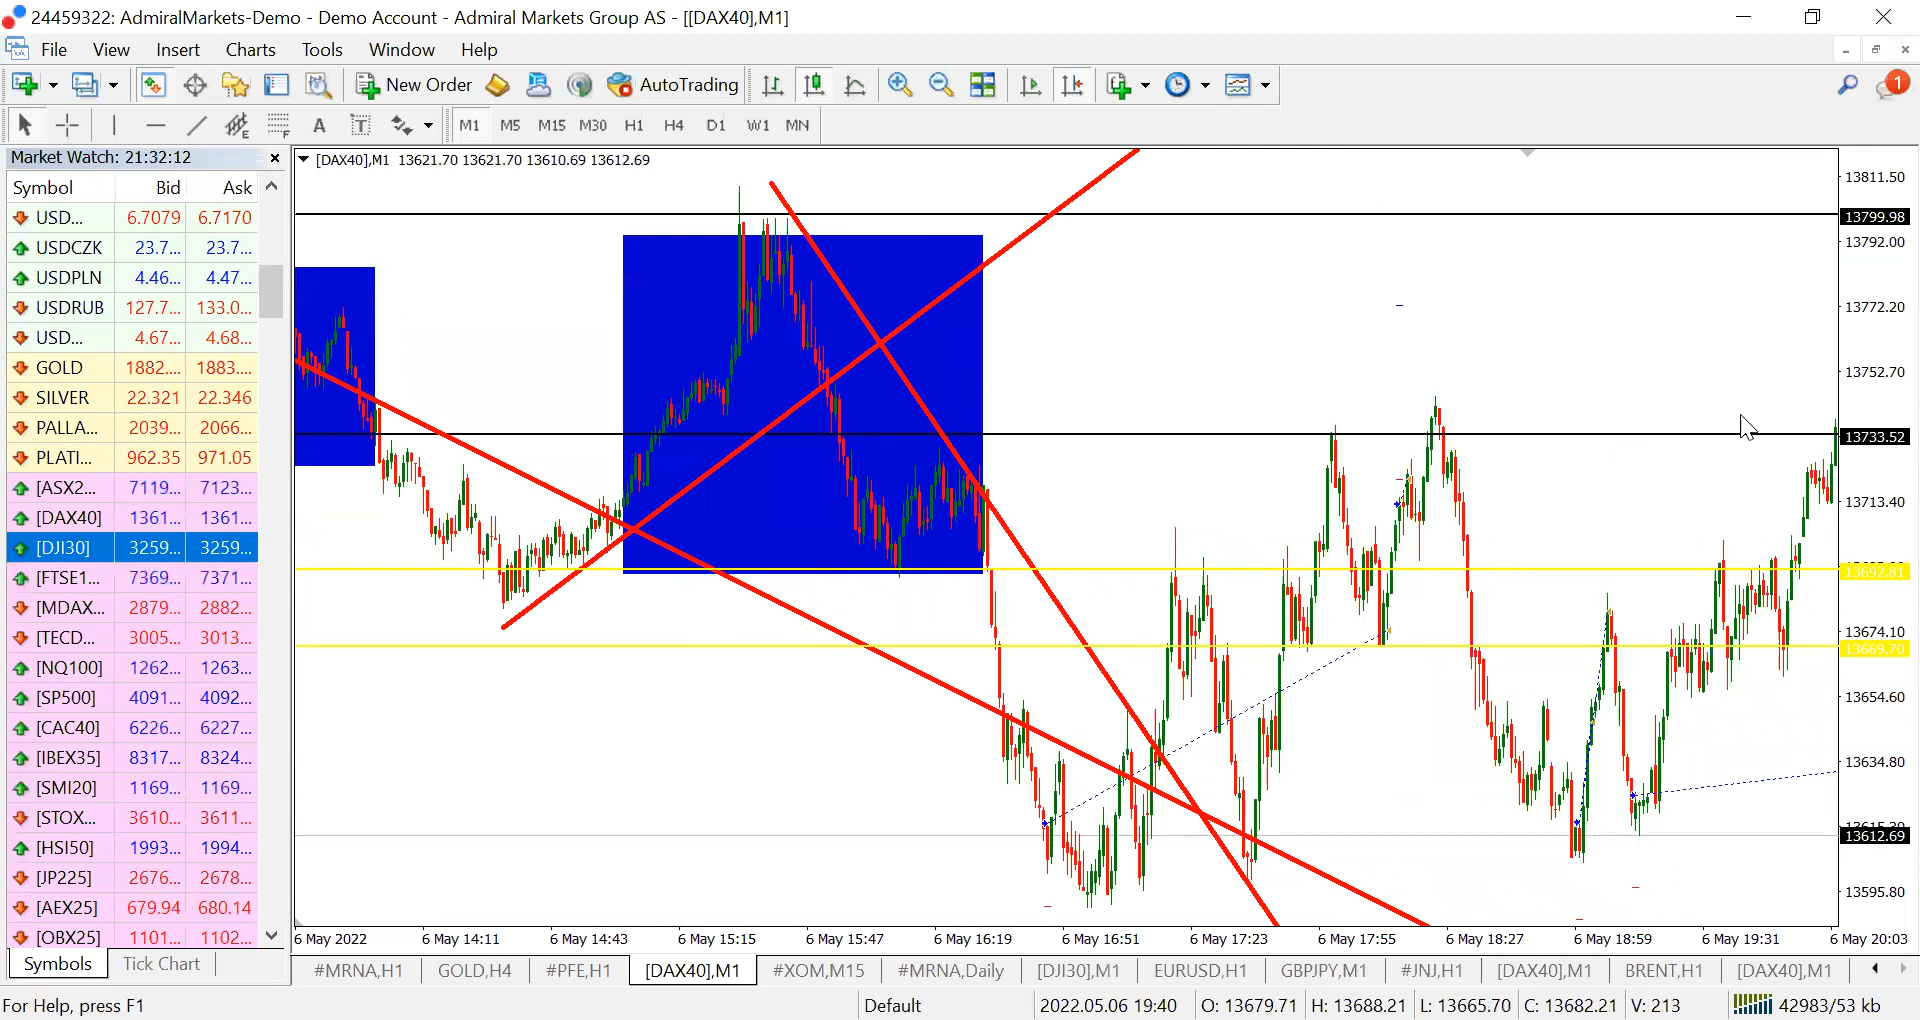 24459322: AdmiralMarkets-Demo - Demo Account - Admiral Markets Group AS - [[DAX40],M1]
File View Insert Charts Tools Window Help
New Order AutoTrading 1
A T M1 M5 M15 M30 H1 H4 D1 W1 MN
Market Watch: 21:32:12
Symbol Bid Ask
USD... 6.7079 6.7170
USDCZK 23.7... 23.7...
USDPLN 4.46... 4.47...
USDRUB 127.7... 133.0...
USD... 4.67... 4.68...
GOLD 1882.... 1883....
SILVER 22.321 22.346
PALLA... 2039... 2066...
PLATI... 962.35 971.05
[ASX2... 7119... 7123...
[DAX40] 1361... 1361...
[DJI30] 3259... 3259...
[FTSE1... 7369... 7371...
[MDAX... 2879... 2882...
[TECD... 3005... 3013...
[NQ100] 1262... 1263...
[SP500] 4091... 4092...
[CAC40] 6226... 6227...
[IBEX35] 8317... 8324...
[SMI20] 1169... 1169...
[STOX... 3610... 3611...
[HSI50] 1993... 1994...
[JP225] 2676... 2678...
[AEX25] 679.94 680.14
[OBX25] 1101... 1102...
Symbols Tick Chart
[DAX40],M1 13621.70 13621.70 13610.69 13612.69
13811.50
13799.98
13792.00
13772.20
13752.70
13733.52
13713.40
13692.81
13674.10
13669.70
13654.60
13634.80
13612.69
13595.80
6 May 2022 6 May 14:11 6 May 14:43 6 May 15:15 6 May 15:47 6 May 16:19 6 May 16:51 6 May 17:23 6 May 17:55 6 May 18:27 6 May 18:59 6 May 19:31 6 May 20:03
#MRNA,H1 GOLD,H4 #PFE,H1 [DAX40],M1 #XOM,M15 #MRNA,Daily [DJI30],M1 EURUSD,H1 GBPJPY,M1 #JNJ,H1 [DAX40],M1 BRENT,H1 [DAX40],M1
For Help, press F1 Default 2022.05.06 19:40 O: 13679.71 H: 13688.21 L: 13665.70 C: 13682.21 V: 213 42983/53 kb